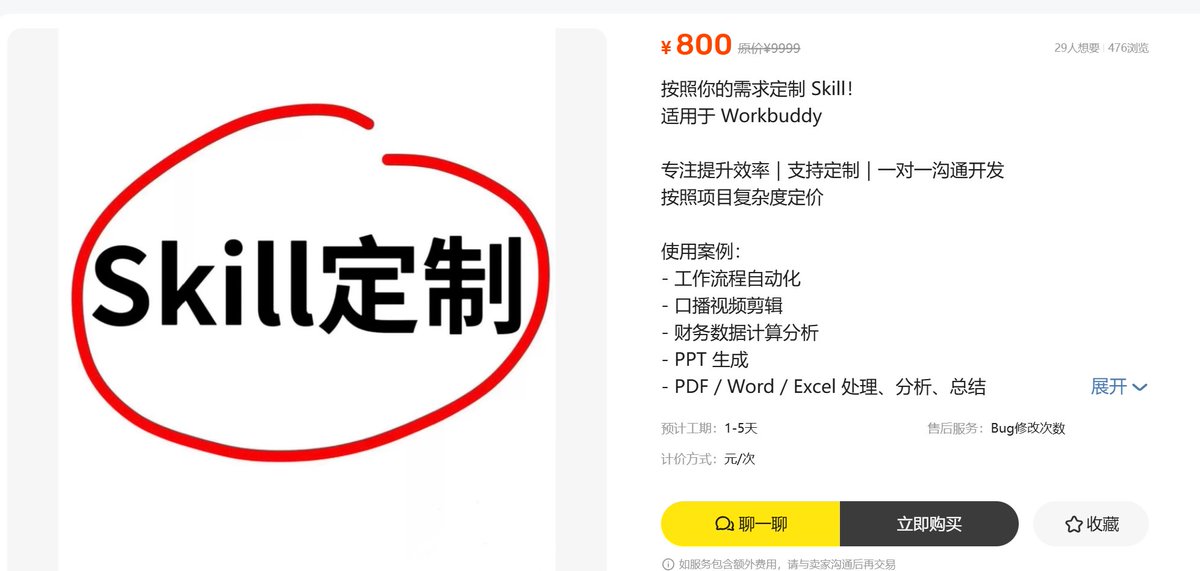 Skill定制
¥800 原价¥9999
29人想要 | 476浏览
按照你的需求定制 Skill！
适用于 Workbuddy
专注提升效率 | 支持定制 | 一对一沟通开发
按照项目复杂度定价
使用案例：
- 工作流程自动化
- 口播视频剪辑
- 财务数据计算分析
- PPT 生成
- PDF / Word / Excel 处理、分析、总结
展开
预计工期：1-5天
售后服务：Bug修改次数
计价方式：元/次
聊一聊
立即购买
收藏
如服务包含额外费用，请与卖家沟通后再交易